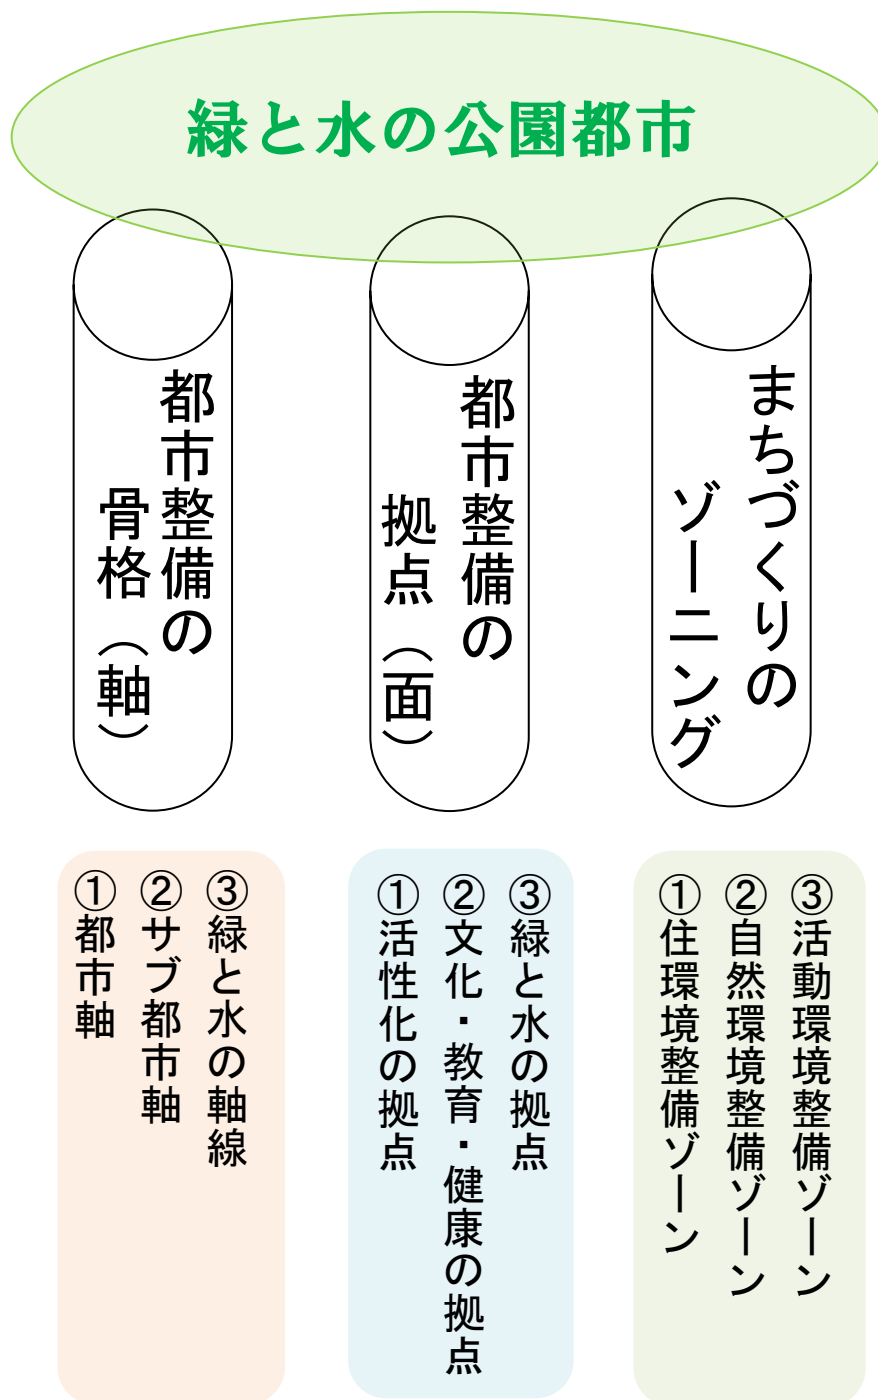 緑と水の公園都市
都市整備の
骨格（軸）
都市整備の
拠点（面）
まちづくりの
ゾーニング
①都市軸
②サブ都市軸
③緑と水の軸線
①活性化の拠点
②文化・教育・健康の拠点
③緑と水の拠点
①住環境整備ゾーン
②自然環境整備ゾーン
③活動環境整備ゾーン